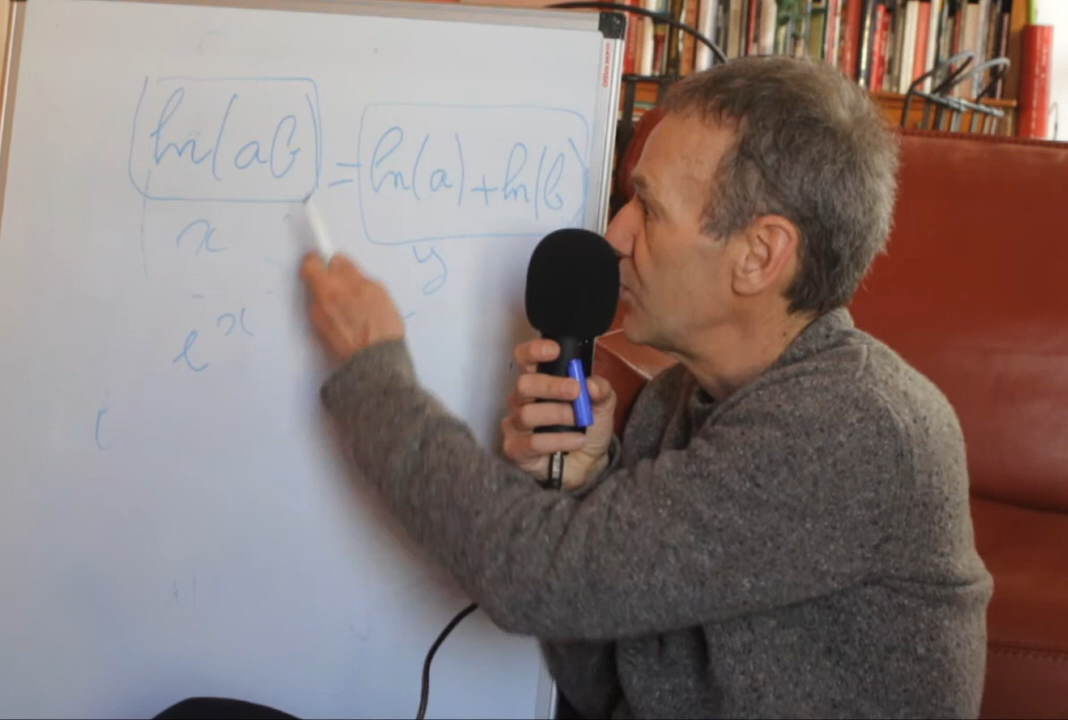 ln(ab) = ln(a) + ln(b)
x y
e^x
(